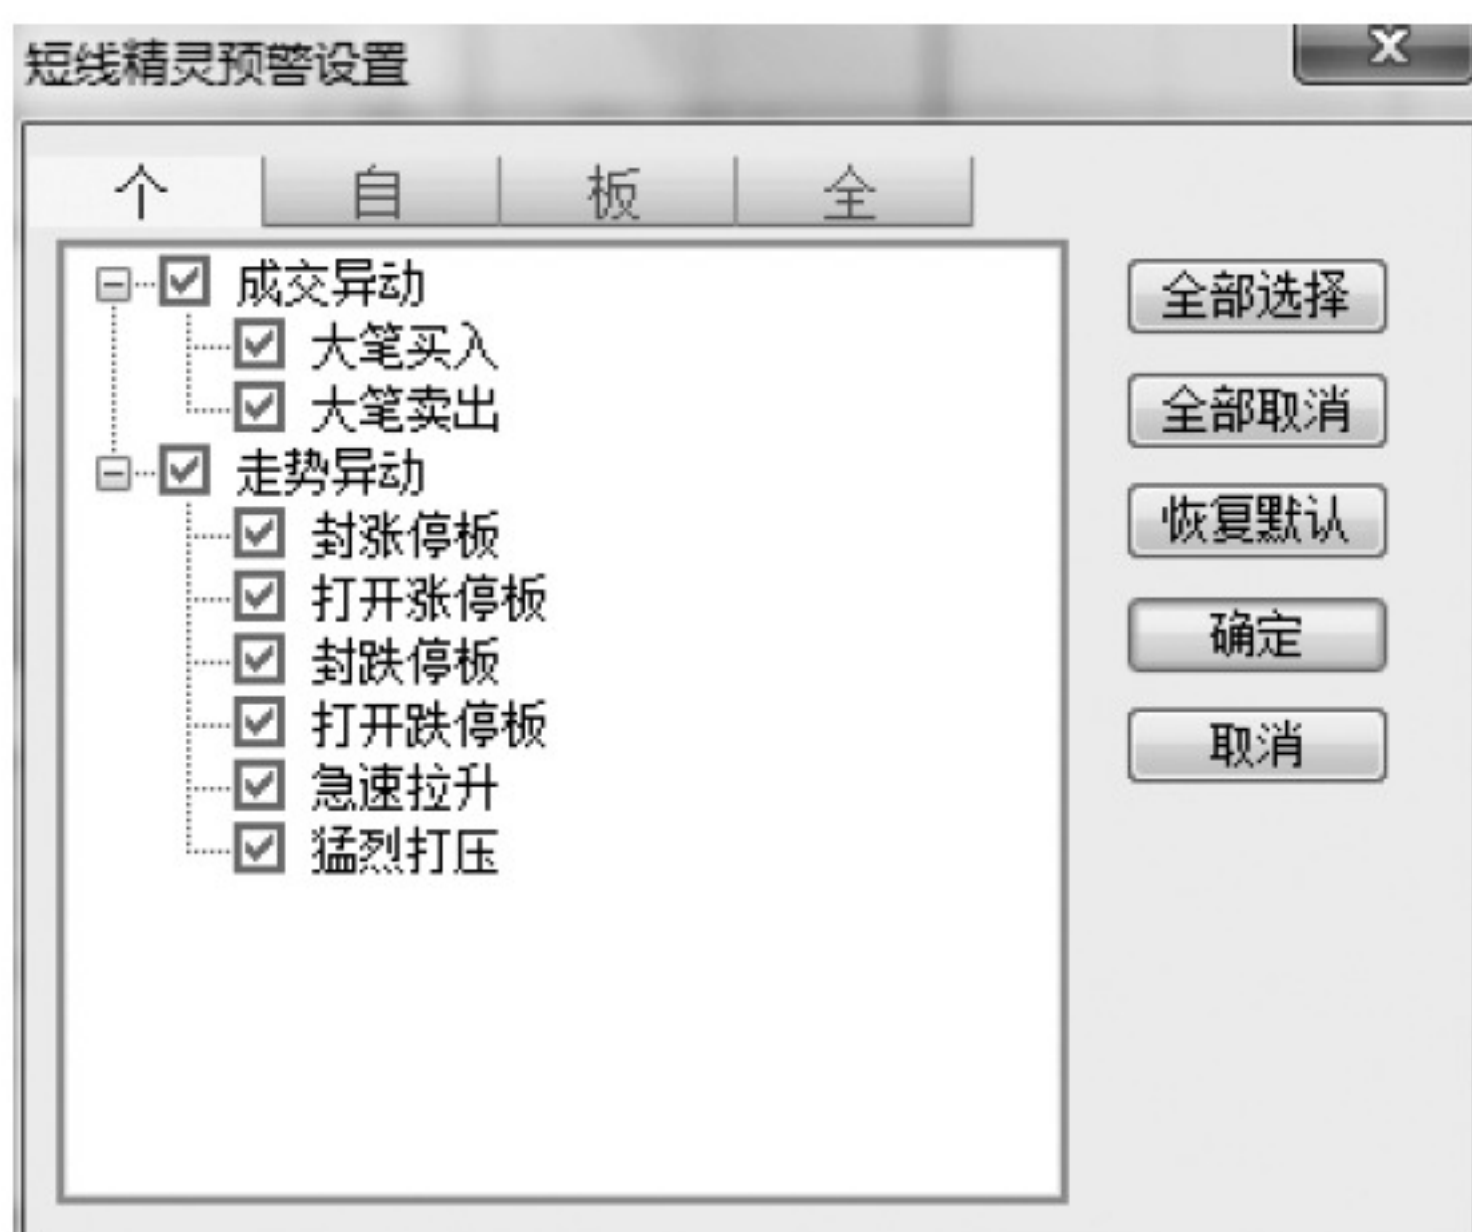 短线精灵预警设置
个 自 板 全
成交异动
大笔买入
大笔卖出
走势异动
封涨停板
打开涨停板
封跌停板
打开跌停板
急速拉升
猛烈打压
全部选择
全部取消
恢复默认
确定
取消